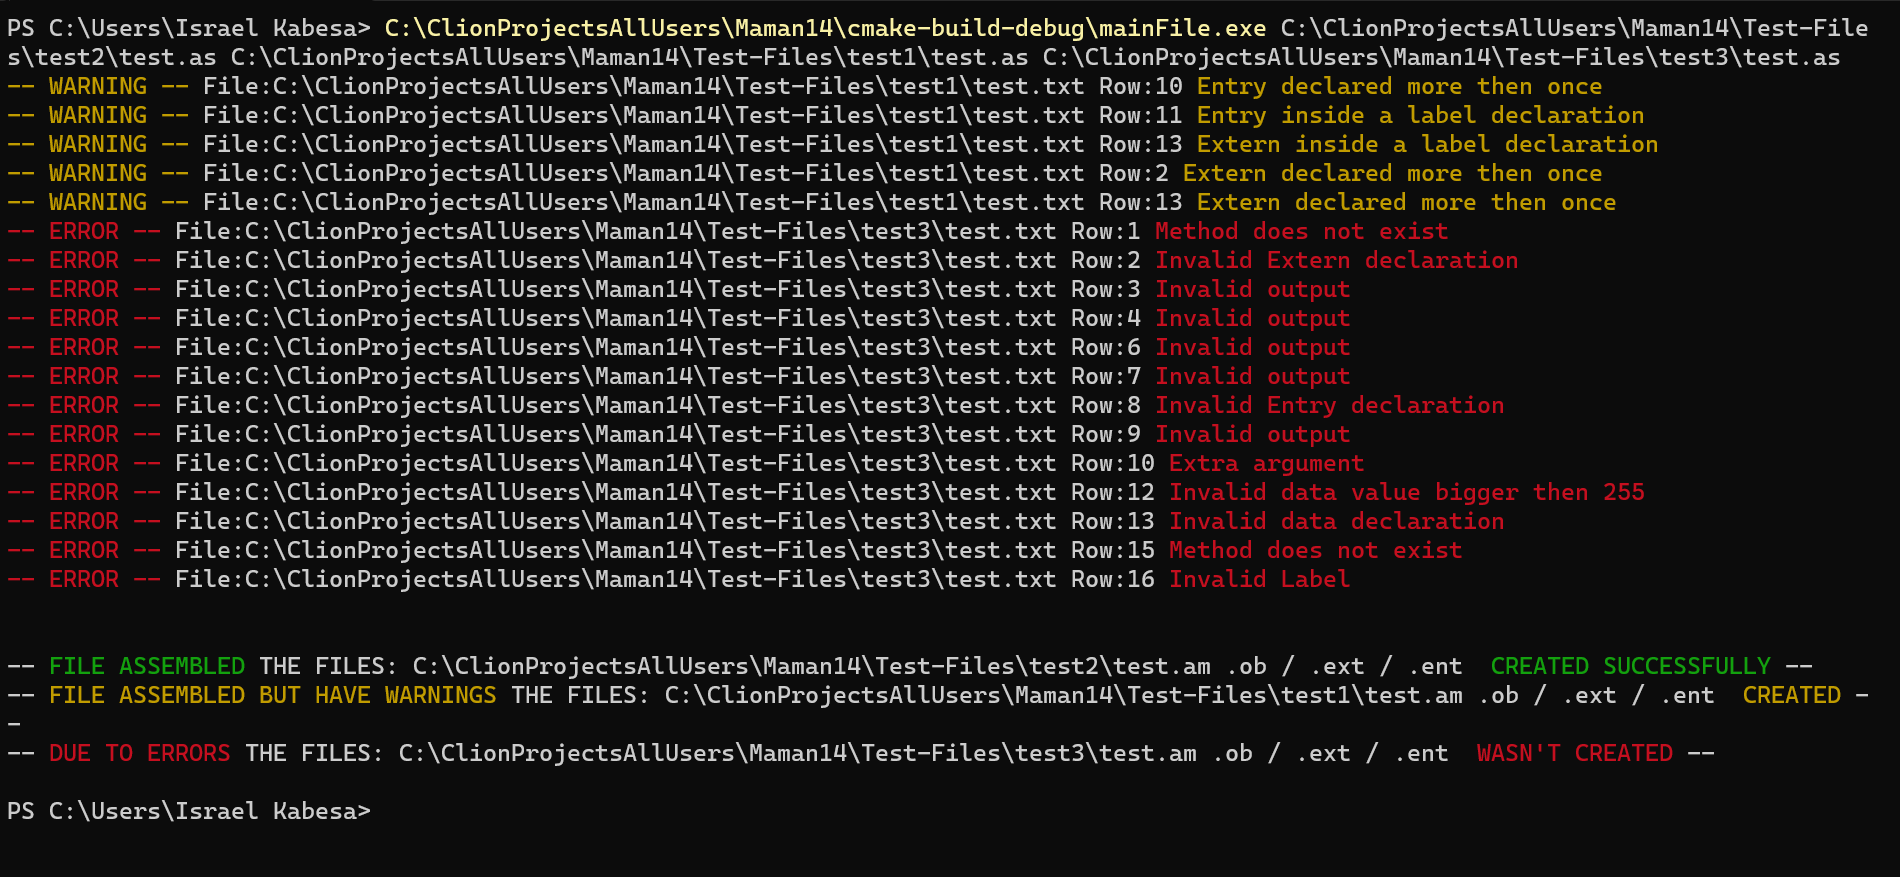 PS C:\Users\Israel Kabesa> C:\ClionProjectsAllUsers\Maman14\cmake-build-debug\mainFile.exe C:\ClionProjectsAllUsers\Maman14\Test-File
s\test2\test.as C:\ClionProjectsAllUsers\Maman14\Test-Files\test1\test.as C:\ClionProjectsAllUsers\Maman14\Test-Files\test3\test.as
-- WARNING -- File:C:\ClionProjectsAllUsers\Maman14\Test-Files\test1\test.txt Row:10 Entry declared more then once
-- WARNING -- File:C:\ClionProjectsAllUsers\Maman14\Test-Files\test1\test.txt Row:11 Entry inside a label declaration
-- WARNING -- File:C:\ClionProjectsAllUsers\Maman14\Test-Files\test1\test.txt Row:13 Extern inside a label declaration
-- WARNING -- File:C:\ClionProjectsAllUsers\Maman14\Test-Files\test1\test.txt Row:2 Extern declared more then once
-- WARNING -- File:C:\ClionProjectsAllUsers\Maman14\Test-Files\test1\test.txt Row:13 Extern declared more then once
-- ERROR -- File:C:\ClionProjectsAllUsers\Maman14\Test-Files\test3\test.txt Row:1 Method does not exist
-- ERROR -- File:C:\ClionProjectsAllUsers\Maman14\Test-Files\test3\test.txt Row:2 Invalid Extern declaration
-- ERROR -- File:C:\ClionProjectsAllUsers\Maman14\Test-Files\test3\test.txt Row:3 Invalid output
-- ERROR -- File:C:\ClionProjectsAllUsers\Maman14\Test-Files\test3\test.txt Row:4 Invalid output
-- ERROR -- File:C:\ClionProjectsAllUsers\Maman14\Test-Files\test3\test.txt Row:6 Invalid output
-- ERROR -- File:C:\ClionProjectsAllUsers\Maman14\Test-Files\test3\test.txt Row:7 Invalid output
-- ERROR -- File:C:\ClionProjectsAllUsers\Maman14\Test-Files\test3\test.txt Row:8 Invalid Entry declaration
-- ERROR -- File:C:\ClionProjectsAllUsers\Maman14\Test-Files\test3\test.txt Row:9 Invalid output
-- ERROR -- File:C:\ClionProjectsAllUsers\Maman14\Test-Files\test3\test.txt Row:10 Extra argument
-- ERROR -- File:C:\ClionProjectsAllUsers\Maman14\Test-Files\test3\test.txt Row:12 Invalid data value bigger then 255
-- ERROR -- File:C:\ClionProjectsAllUsers\Maman14\Test-Files\test3\test.txt Row:13 Invalid data declaration
-- ERROR -- File:C:\ClionProjectsAllUsers\Maman14\Test-Files\test3\test.txt Row:15 Method does not exist
-- ERROR -- File:C:\ClionProjectsAllUsers\Maman14\Test-Files\test3\test.txt Row:16 Invalid Label
-- FILE ASSEMBLED THE FILES: C:\ClionProjectsAllUsers\Maman14\Test-Files\test2\test.am .ob / .ext / .ent  CREATED SUCCESSFULLY --
-- FILE ASSEMBLED BUT HAVE WARNINGS THE FILES: C:\ClionProjectsAllUsers\Maman14\Test-Files\test1\test.am .ob / .ext / .ent  CREATED -
-
-- DUE TO ERRORS THE FILES: C:\ClionProjectsAllUsers\Maman14\Test-Files\test3\test.am .ob / .ext / .ent  WASN'T CREATED --
PS C:\Users\Israel Kabesa>